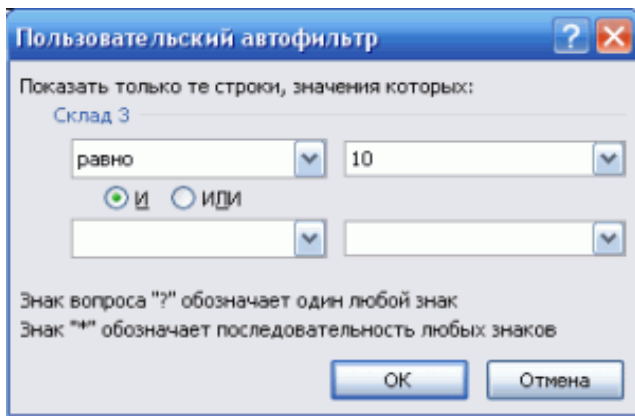 Пользовательский автофильтр
Показать только те строки, значения которых:
Склад 3
равно 10
И ИЛИ
Знак вопроса "?" обозначает один любой знак
Знак "*" обозначает последовательность любых знаков
ОК Отмена